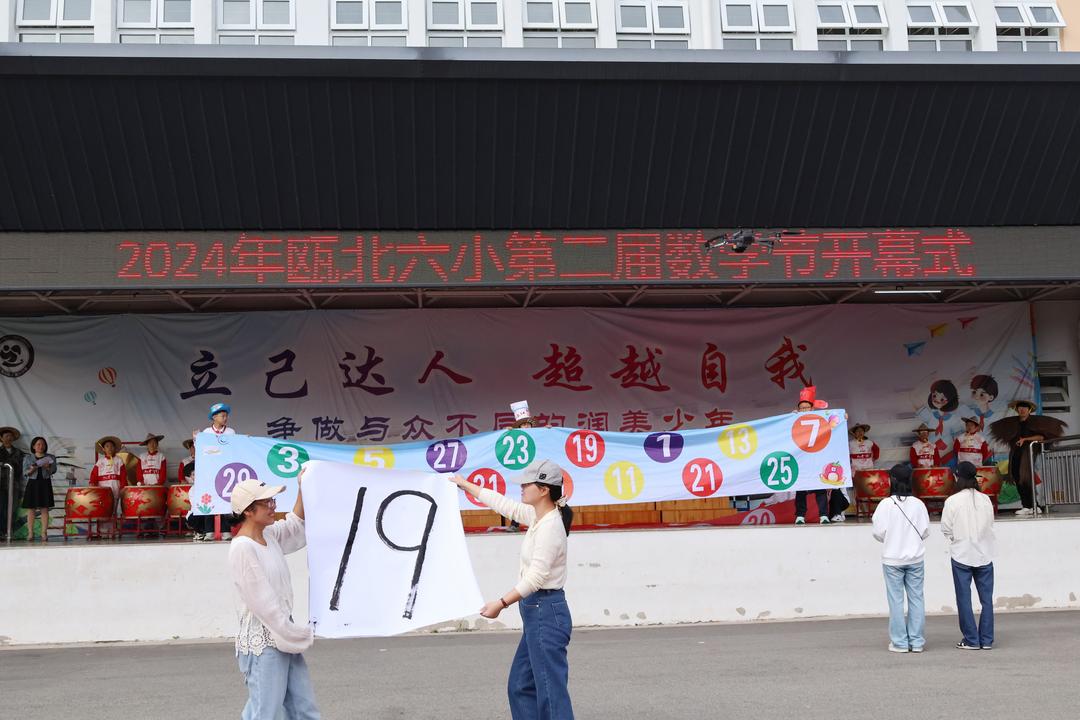 2024年瓯北六小第二届数学节开幕式
立己达人 超越自我
争做与众不同的润美少年
29 3 5 27 23 19 1 13 7
31 11 21 25
19